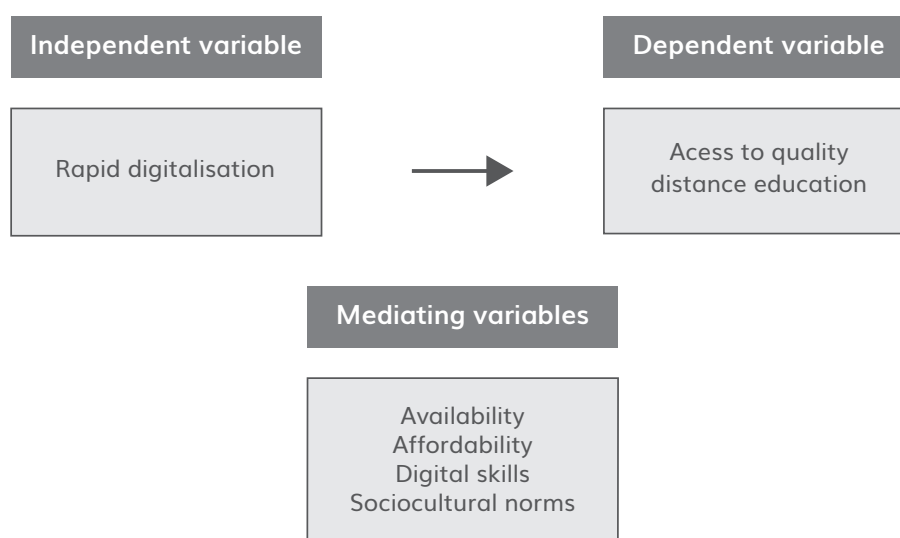 Independent variable
Dependent variable
Rapid digitalisation
Acess to quality
distance education
Mediating variables
Availability
Affordability
Digital skills
Sociocultural norms